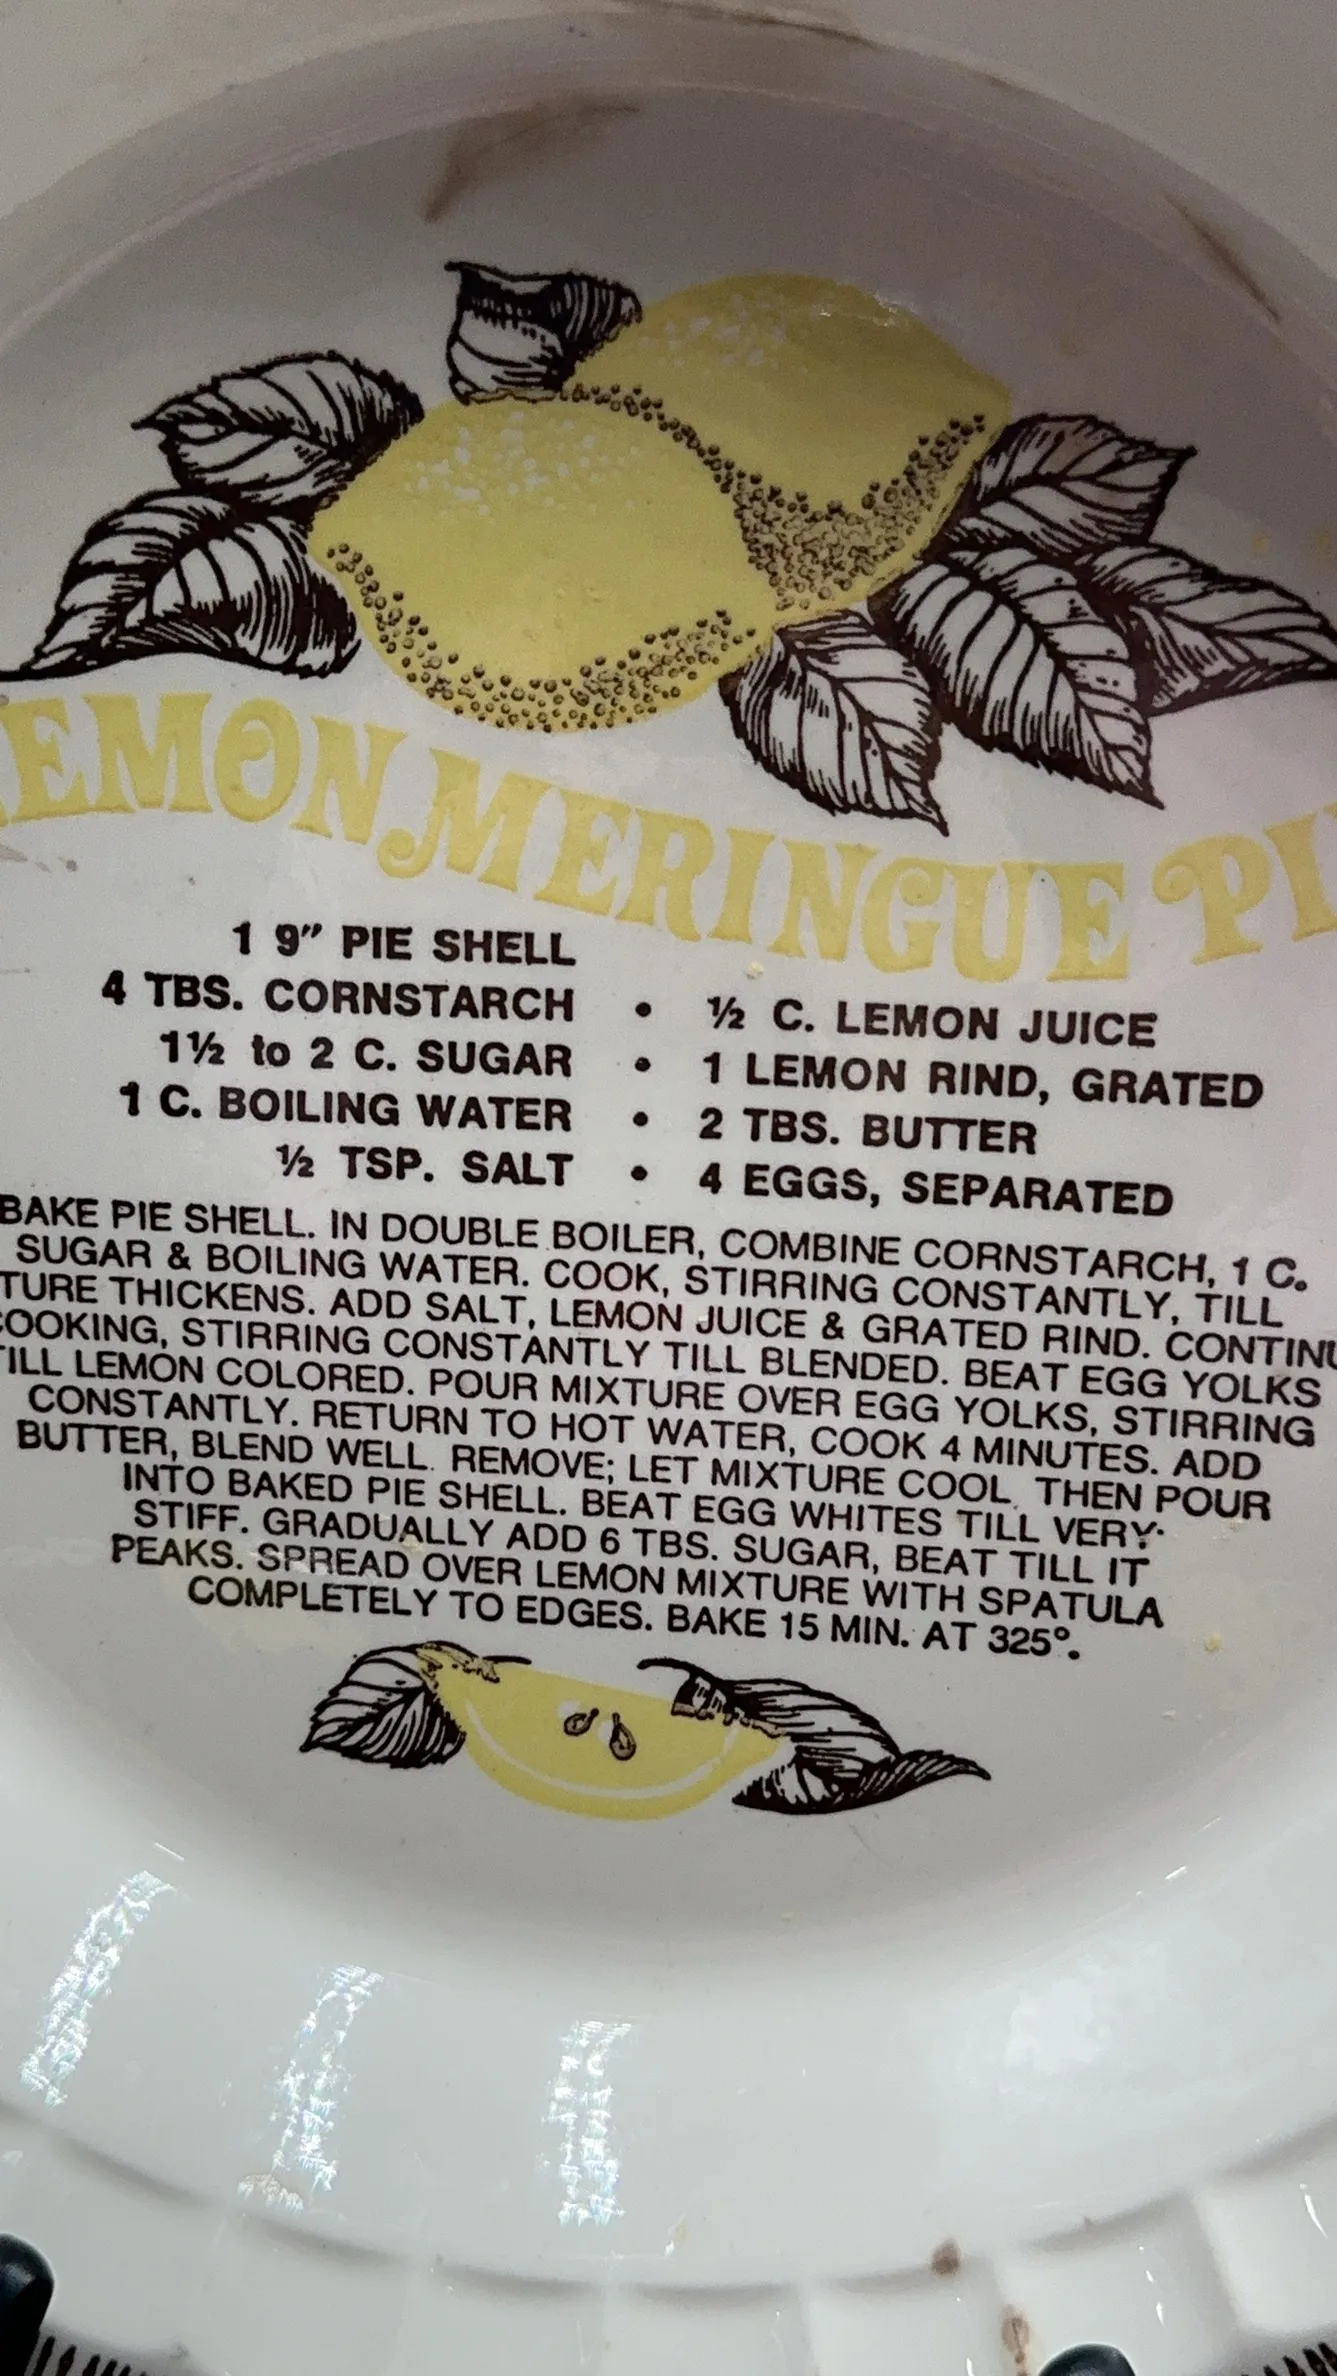 LEMON MERINGUE PIE
1 9" PIE SHELL
4 TBS. CORNSTARCH • ½ C. LEMON JUICE
1½ to 2 C. SUGAR • 1 LEMON RIND, GRATED
1 C. BOILING WATER • 2 TBS. BUTTER
½ TSP. SALT • 4 EGGS, SEPARATED
BAKE PIE SHELL. IN DOUBLE BOILER, COMBINE CORNSTARCH, 1 C.
SUGAR & BOILING WATER. COOK, STIRRING CONSTANTLY, TILL
TURE THICKENS. ADD SALT, LEMON JUICE & GRATED RIND. CONTINU
COOKING, STIRRING CONSTANTLY TILL BLENDED. BEAT EGG YOLKS
TILL LEMON COLORED. POUR MIXTURE OVER EGG YOLKS, STIRRING
CONSTANTLY. RETURN TO HOT WATER, COOK 4 MINUTES. ADD
BUTTER, BLEND WELL. REMOVE; LET MIXTURE COOL. THEN POUR
INTO BAKED PIE SHELL. BEAT EGG WHITES TILL VERY
STIFF. GRADUALLY ADD 6 TBS. SUGAR, BEAT TILL IT
PEAKS. SPREAD OVER LEMON MIXTURE WITH SPATULA
COMPLETELY TO EDGES. BAKE 15 MIN. AT 325°.